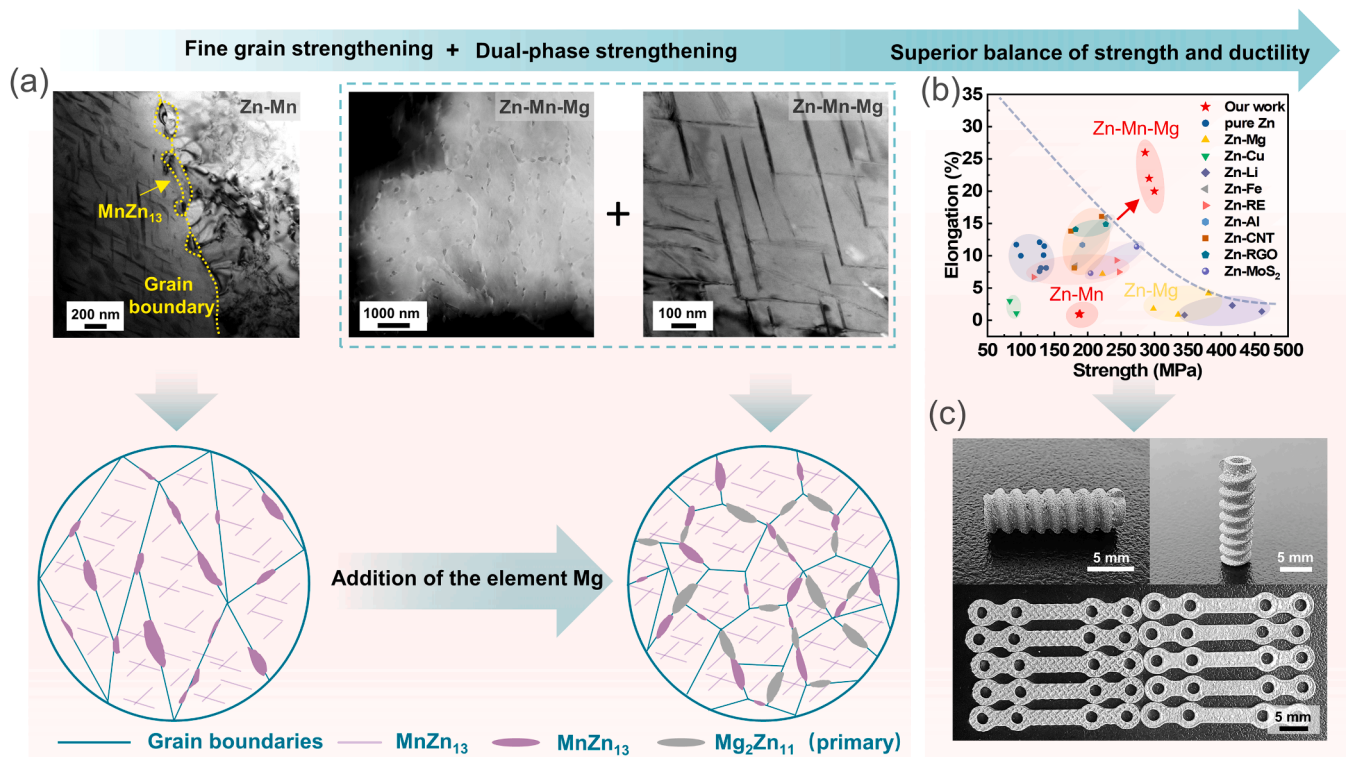 Fine grain strengthening + Dual-phase strengthening
Superior balance of strength and ductility
(a)
Zn-Mn
MnZn₁₃
Grain
boundary
200 nm
Zn-Mn-Mg
1000 nm
+
Zn-Mn-Mg
100 nm
Addition of the element Mg
Grain boundaries
MnZn₁₃
MnZn₁₃
Mg₂Zn₁₁ (primary)
(b)
Elongation (%)
35
30
25
20
15
10
5
0
50 100 150 200 250 300 350 400 450 500
Strength (MPa)
Zn-Mn-Mg
Zn-Mn
Zn-Mg
Our work
pure Zn
Zn-Mg
Zn-Cu
Zn-Li
Zn-Fe
Zn-RE
Zn-Al
Zn-CNT
Zn-RGO
Zn-MoS₂
(c)
5 mm
5 mm
5 mm